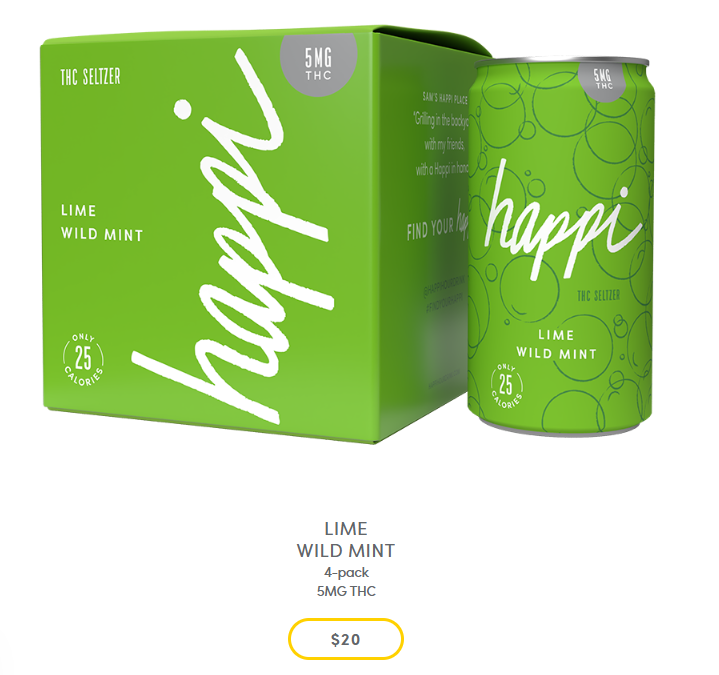 THC SELTZER
5MG
THC
happi
LIME
WILD MINT
ONLY
25
CALORIES
SAM'S HAPPI PLACE
"Grilling in the backya
with my friends,
with a Happi in hand
FIND YOUR hap
5MG
THC
happi
THC SELTZER
LIME
WILD MINT
ONLY
25
CALORIES
LIME
WILD MINT
4-pack
5MG THC
$20